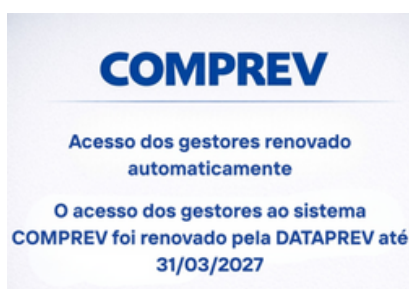 COMPREV
Acesso dos gestores renovado
automaticamente
O acesso dos gestores ao sistema
COMPREV foi renovado pela DATAPREV até
31/03/2027